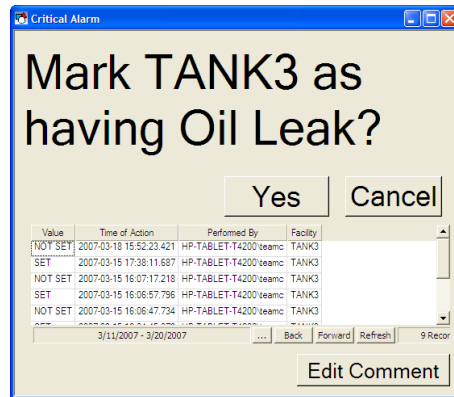 Critical Alarm
Mark TANK3 as
having Oil Leak?
Yes Cancel
Value Time of Action Performed By Facility
NOT SET 2007-03-18 15:52:23.421 HP-TABLET-T4200\teamc TANK3
SET 2007-03-15 17:38:11.687 HP-TABLET-T4200\teamc TANK3
NOT SET 2007-03-15 16:07:17.218 HP-TABLET-T4200\teamc TANK3
SET 2007-03-15 16:06:57.796 HP-TABLET-T4200\teamc TANK3
NOT SET 2007-03-15 16:06:47.734 HP-TABLET-T4200\teamc TANK3
3/11/2007 - 3/20/2007 ... Back Forward Refresh 9 Recor
Edit Comment